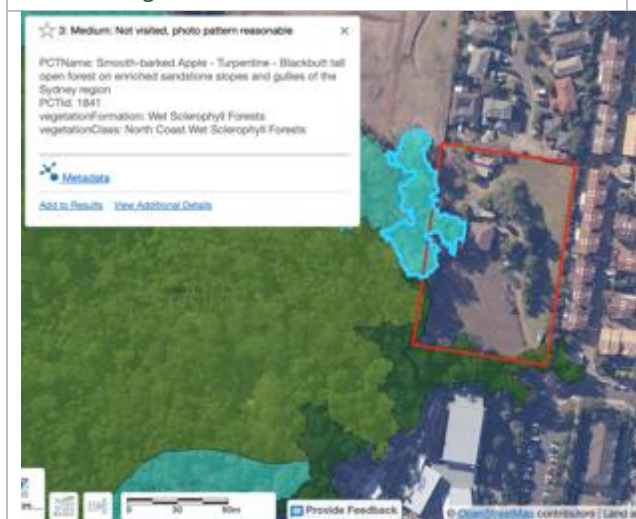 3: Medium: Not visited, photo pattern reasonable
PCTName: Smooth-barked Apple - Turpentine - Blackbutt tall
open forest on enriched sandstone slopes and gullies of the
Sydney region
PCTId: 1841
vegetationFormation: Wet Sclerophyll Forests
vegetationClass: North Coast Wet Sclerophyll Forests
Metadata
Add to Results View Additional Details
0 30 60m
Provide Feedback
© OpenStreetMap contributors | Land a